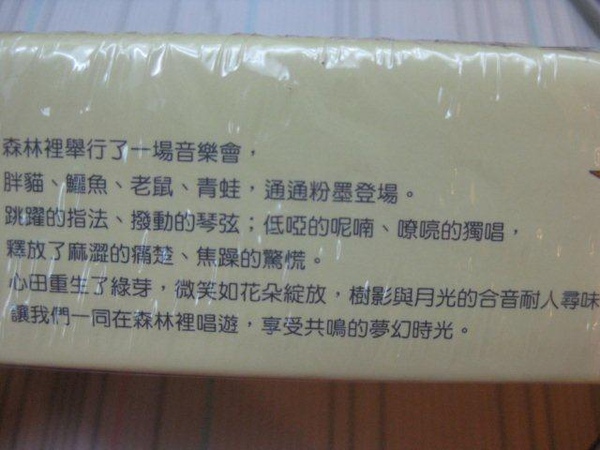 森林裡舉行了一場音樂會，
胖貓、鱷魚、老鼠、青蛙，通通粉墨登場。
跳躍的指法、撥動的琴弦；低啞的呢喃、嘹喨的獨唱，
釋放了麻澀的痛楚、焦躁的驚慌。
心田重生了綠芽，微笑如花朵綻放，樹影與月光的合音耐人尋味
讓我們一同在森林裡唱遊，享受共鳴的夢幻時光。